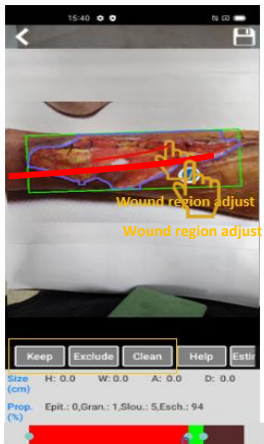 15:40
Wound region adjust
Wound region adjust
Keep Exclude Clean Help Estir
Size (cm) H: 0.0 W: 0.0 A: 0.0 D: 0.0
Prop. (%) Epit.: 0,Gran.: 1,Slou.: 5,Esch.: 94